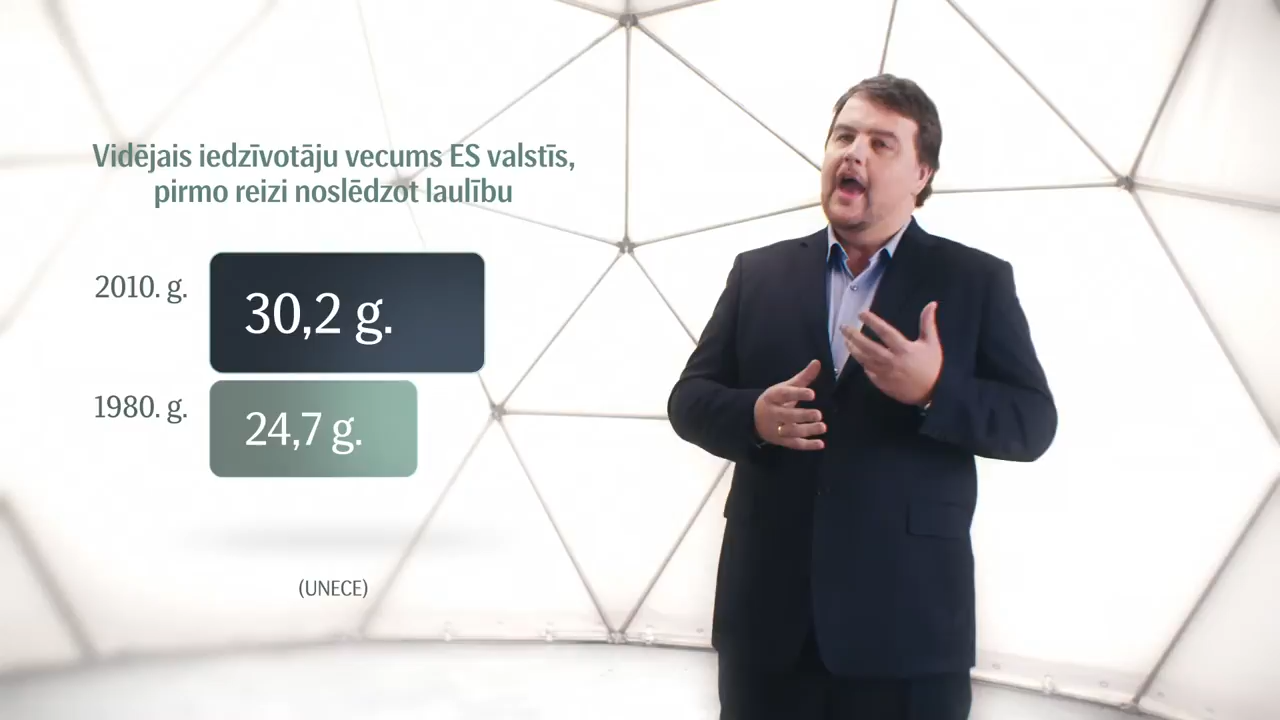 Vidējais iedzīvotāju vecums ES valstīs,
pirmo reizi noslēdzot laulību
2010. g.
30,2 g.
1980. g.
24,7 g.
(UNECE)